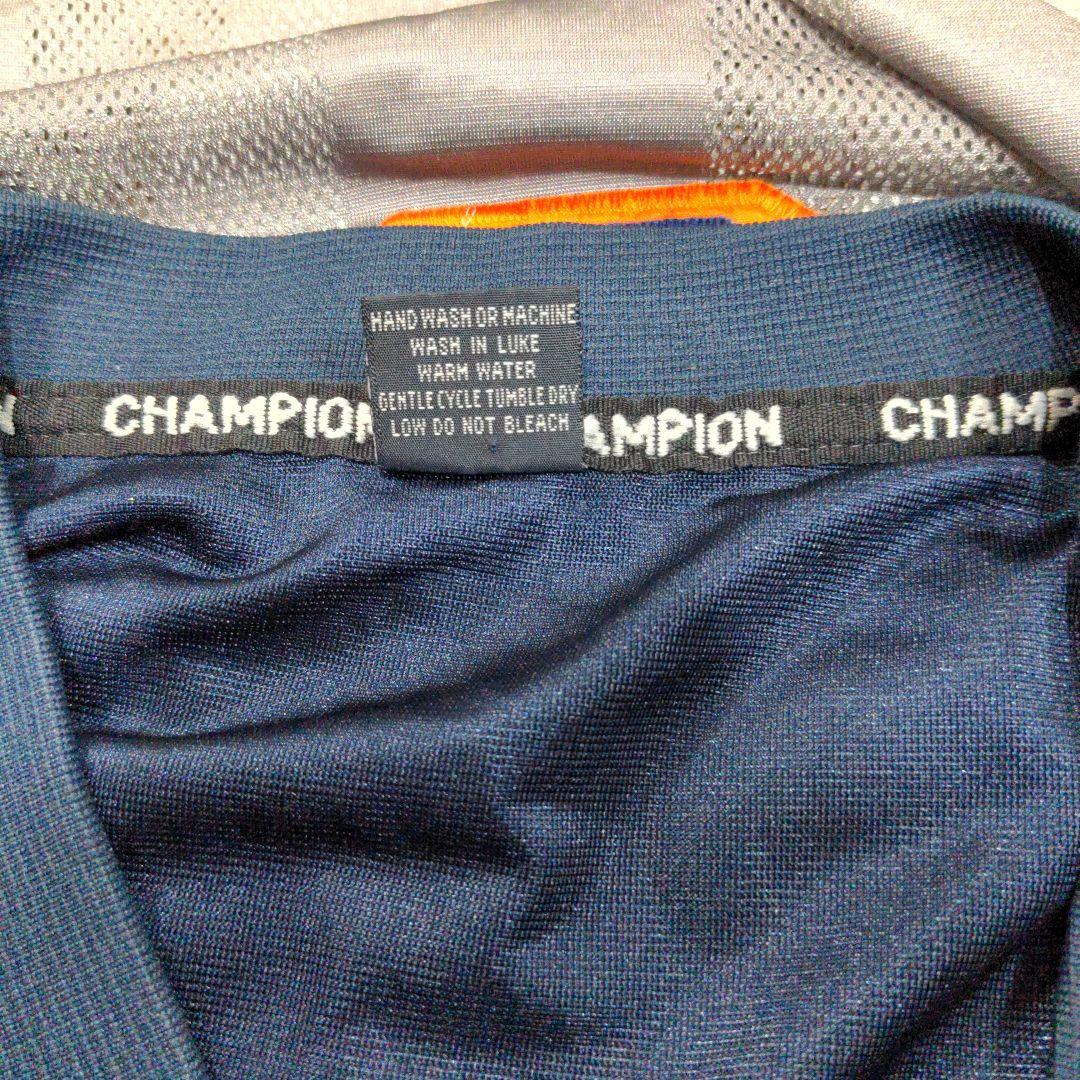 HAND WASH OR MACHINE
WASH IN LUKE
WARM WATER
GENTLE CYCLE TUMBLE DRY
LOW DO NOT BLEACH
N CHAMPION AMPION CHAMP